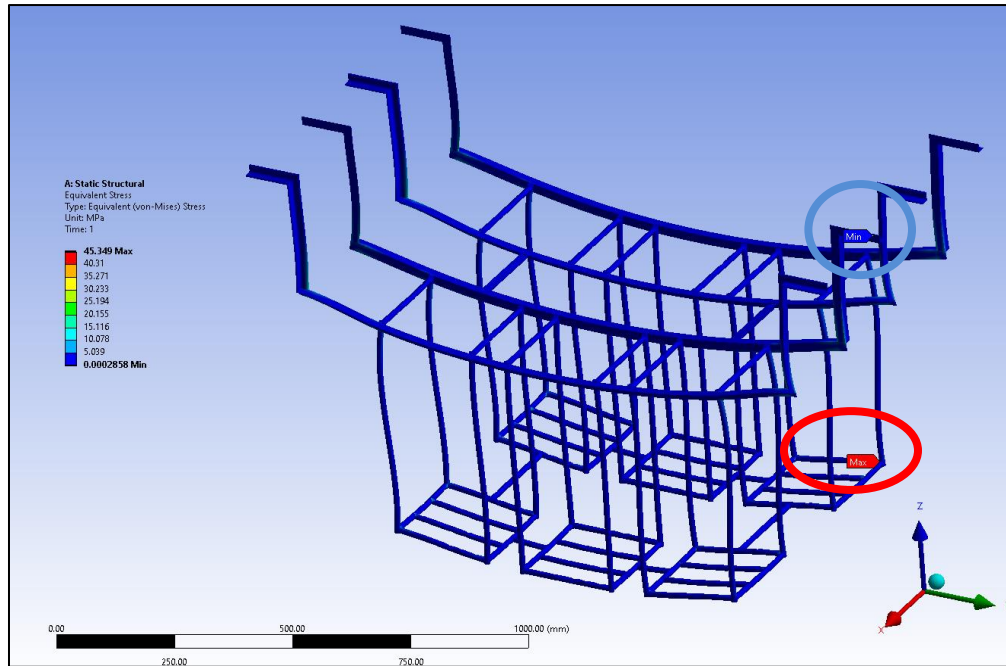 A: Static Structural
Equivalent Stress
Type: Equivalent (von-Mises) Stress
Unit: MPa
Time: 1
45.349 Max
40.31
35.271
30.233
25.194
20.155
15.116
10.078
5.039
0.0002858 Min
Min
Max
Z
X
0.00 500.00 1000.00 (mm)
250.00 750.00